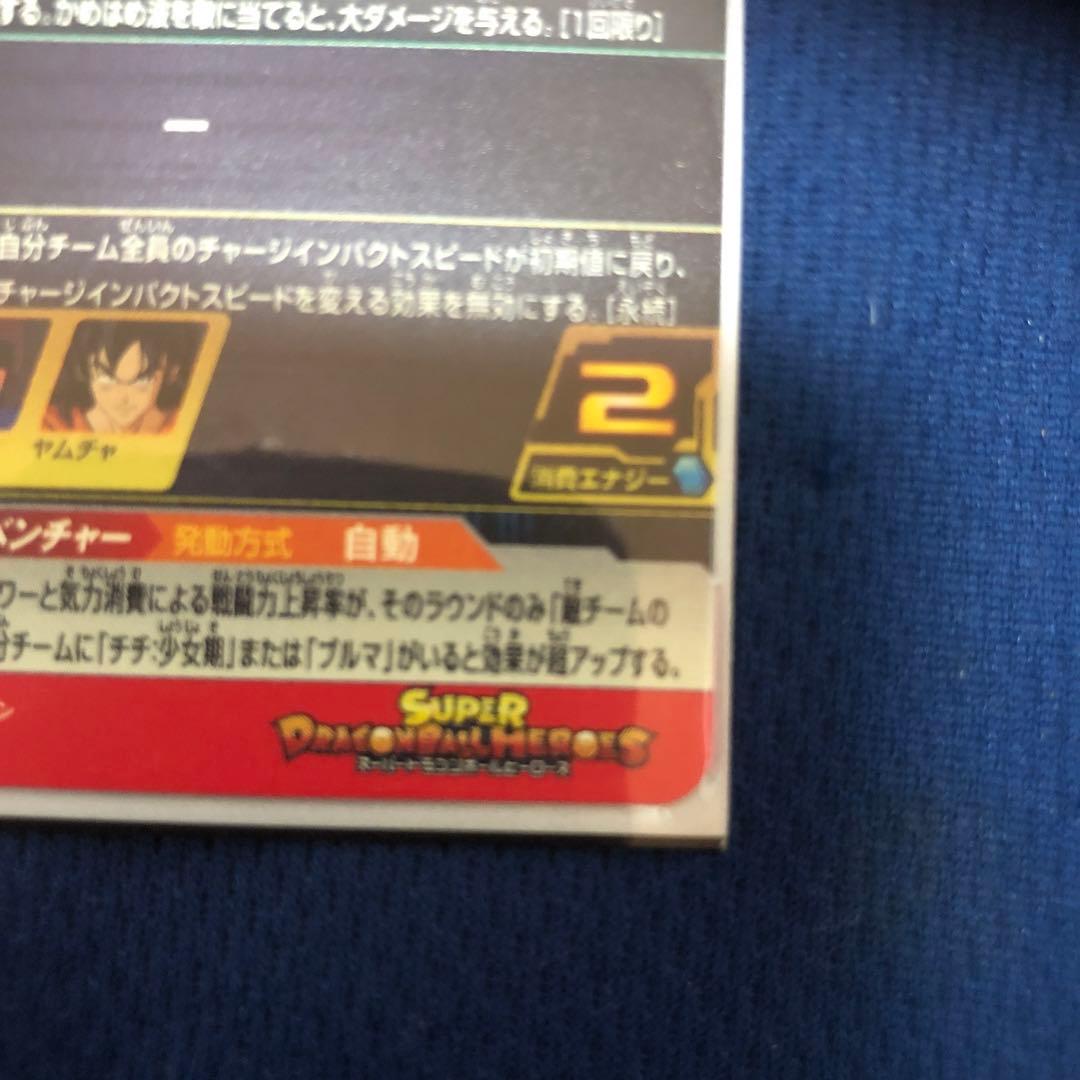 する。かめはめ波を敵に当てると、大ダメージを与える。[1回限り]
ー
自分チーム全員のチャージインパクトスピードが初期値に戻り、
チャージインパクトスピードを変える効果を無効にする。[永続]
ヤムチャ
2
消費エナジー
ベンチャー 発動方式 自動
ワーと気力消費による戦闘力上昇率が、そのラウンドのみ「敵チームの
分チームに「チチ:少女期」または「ブルマ」がいると効果が超アップする。
SUPER
DRAGONBALL HEROES
スーパードラゴンボールヒーローズ